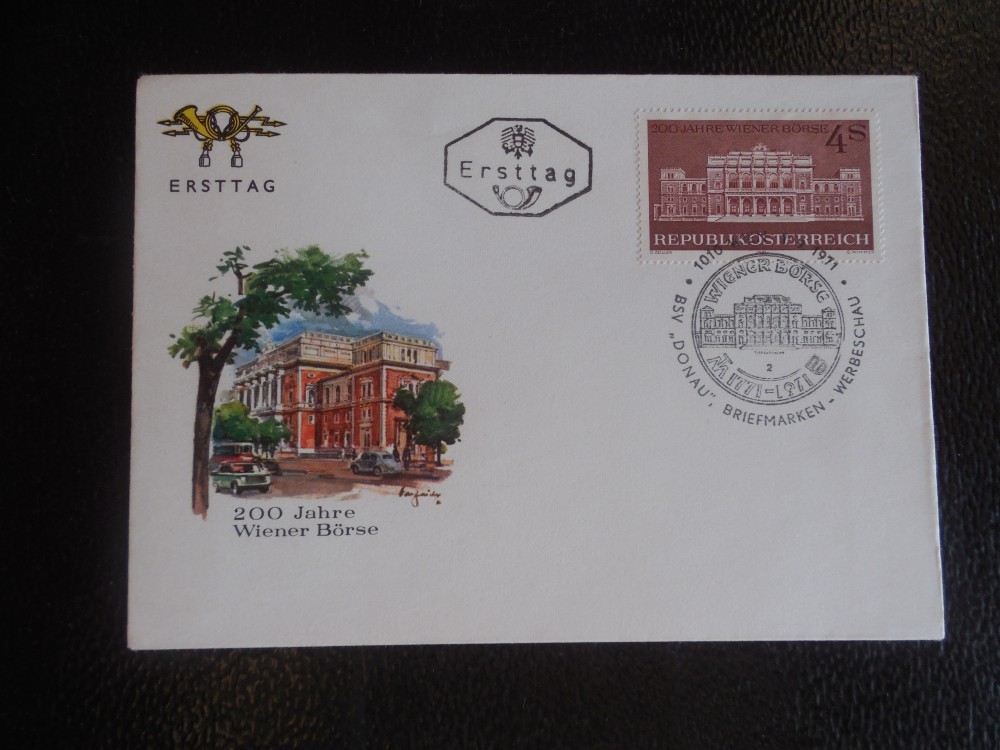 ERSTTAG
Ersttag
200 JAHRE WIENER BÖRSE 4S
REPUBLIK ÖSTERREICH
1010 1971
WIENER BÖRSE
2
1771-1971
BSV „DONAU", BRIEFMARKEN-WERBESCHAU
200 Jahre
Wiener Börse